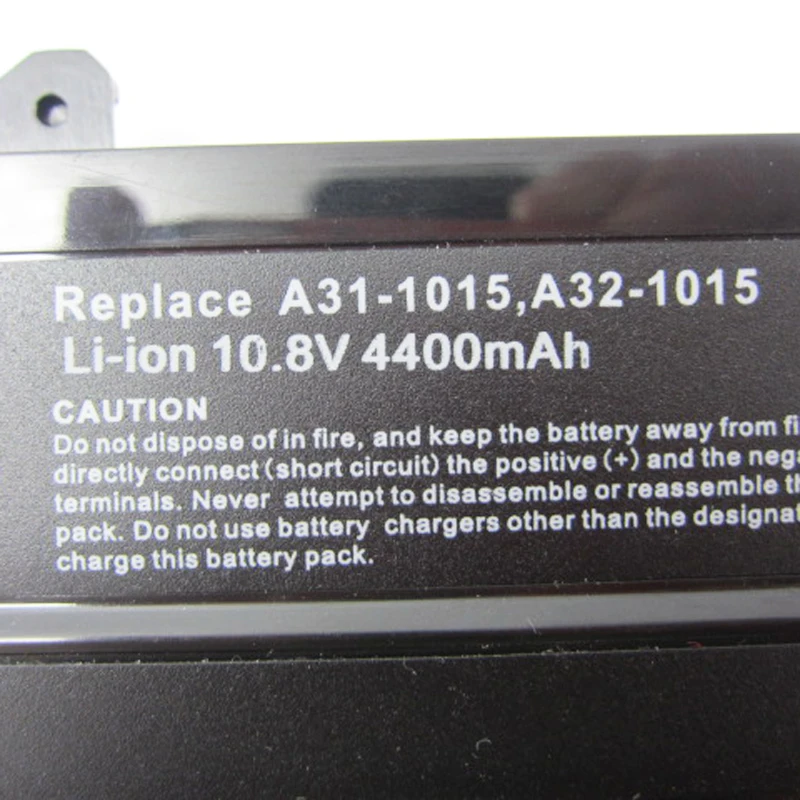 Replace A31-1015,A32-1015
Li-ion 10.8V 4400mAh
CAUTION
Do not dispose of in fire, and keep the battery away from
directly connect (short circuit) the positive (+) and the
terminals. Never attempt to disassemble or reassemble
pack. Do not use battery chargers other than the
charge this battery pack.